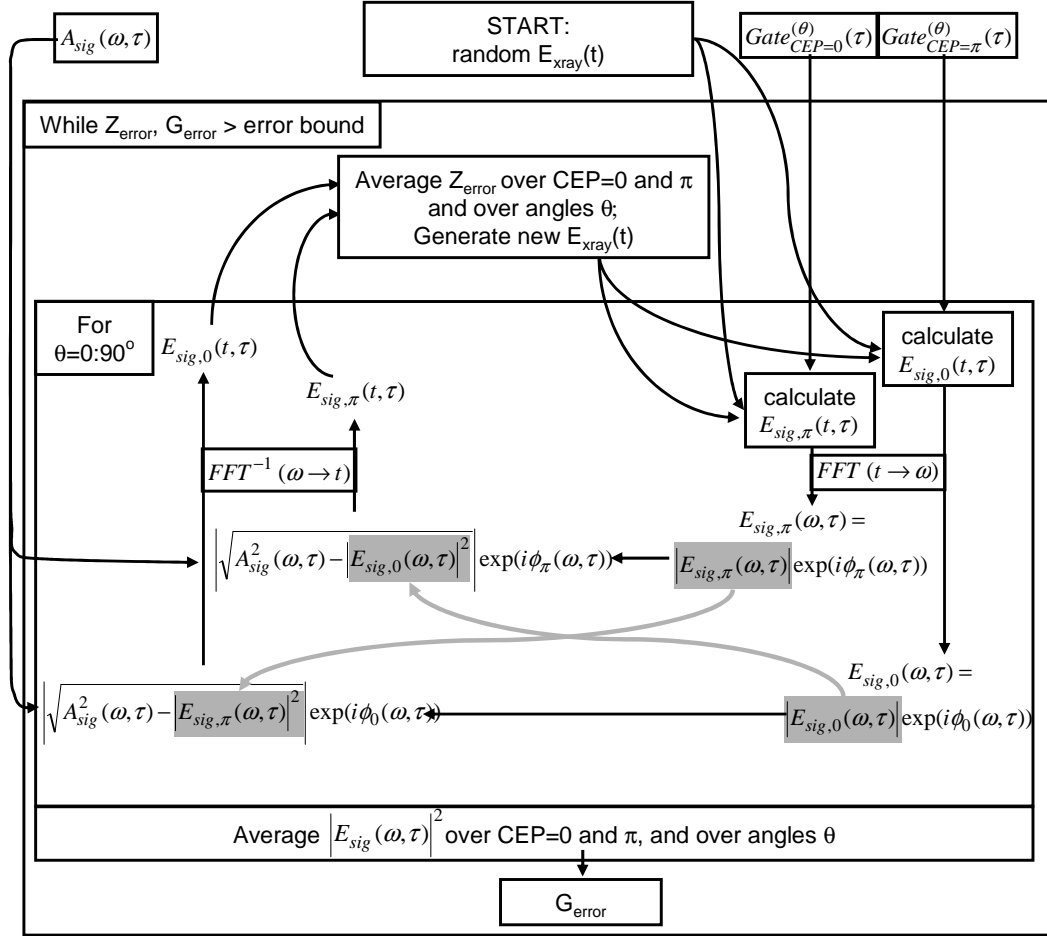 A_sig(ω,τ)
START:
random E_xray(t)
Gate^(θ)_CEP=0(τ)
Gate^(θ)_CEP=π(τ)
While Z_error, G_error > error bound
Average Z_error over CEP=0 and π
and over angles θ;
Generate new E_xray(t)
For
θ=0:90°
E_sig,0(t,τ)
E_sig,π(t,τ)
calculate
E_sig,0(t,τ)
calculate
E_sig,π(t,τ)
FFT^-1 (ω→t)
FFT (t→ω)
E_sig,π(ω,τ) =
|√(A²_sig(ω,τ) − |E_sig,0(ω,τ)|²)| exp(iϕ_π(ω,τ))
|E_sig,π(ω,τ)| exp(iϕ_π(ω,τ))
E_sig,0(ω,τ) =
|√(A²_sig(ω,τ) − |E_sig,π(ω,τ)|²)| exp(iϕ_0(ω,τ))
|E_sig,0(ω,τ)| exp(iϕ_0(ω,τ))
Average |E_sig(ω,τ)|² over CEP=0 and π, and over angles θ
G_error